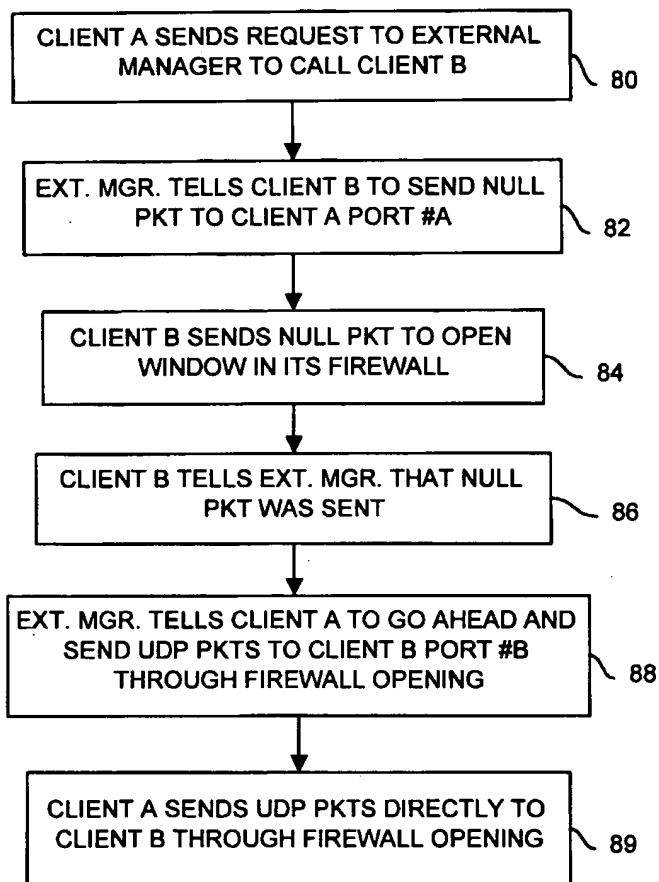 CLIENT A SENDS REQUEST TO EXTERNAL
MANAGER TO CALL CLIENT B
80
EXT. MGR. TELLS CLIENT B TO SEND NULL
PKT TO CLIENT A PORT #A
82
CLIENT B SENDS NULL PKT TO OPEN
WINDOW IN ITS FIREWALL
84
CLIENT B TELLS EXT. MGR. THAT NULL
PKT WAS SENT
86
EXT. MGR. TELLS CLIENT A TO GO AHEAD AND
SEND UDP PKTS TO CLIENT B PORT #B
THROUGH FIREWALL OPENING
88
CLIENT A SENDS UDP PKTS DIRECTLY TO
CLIENT B THROUGH FIREWALL OPENING
89